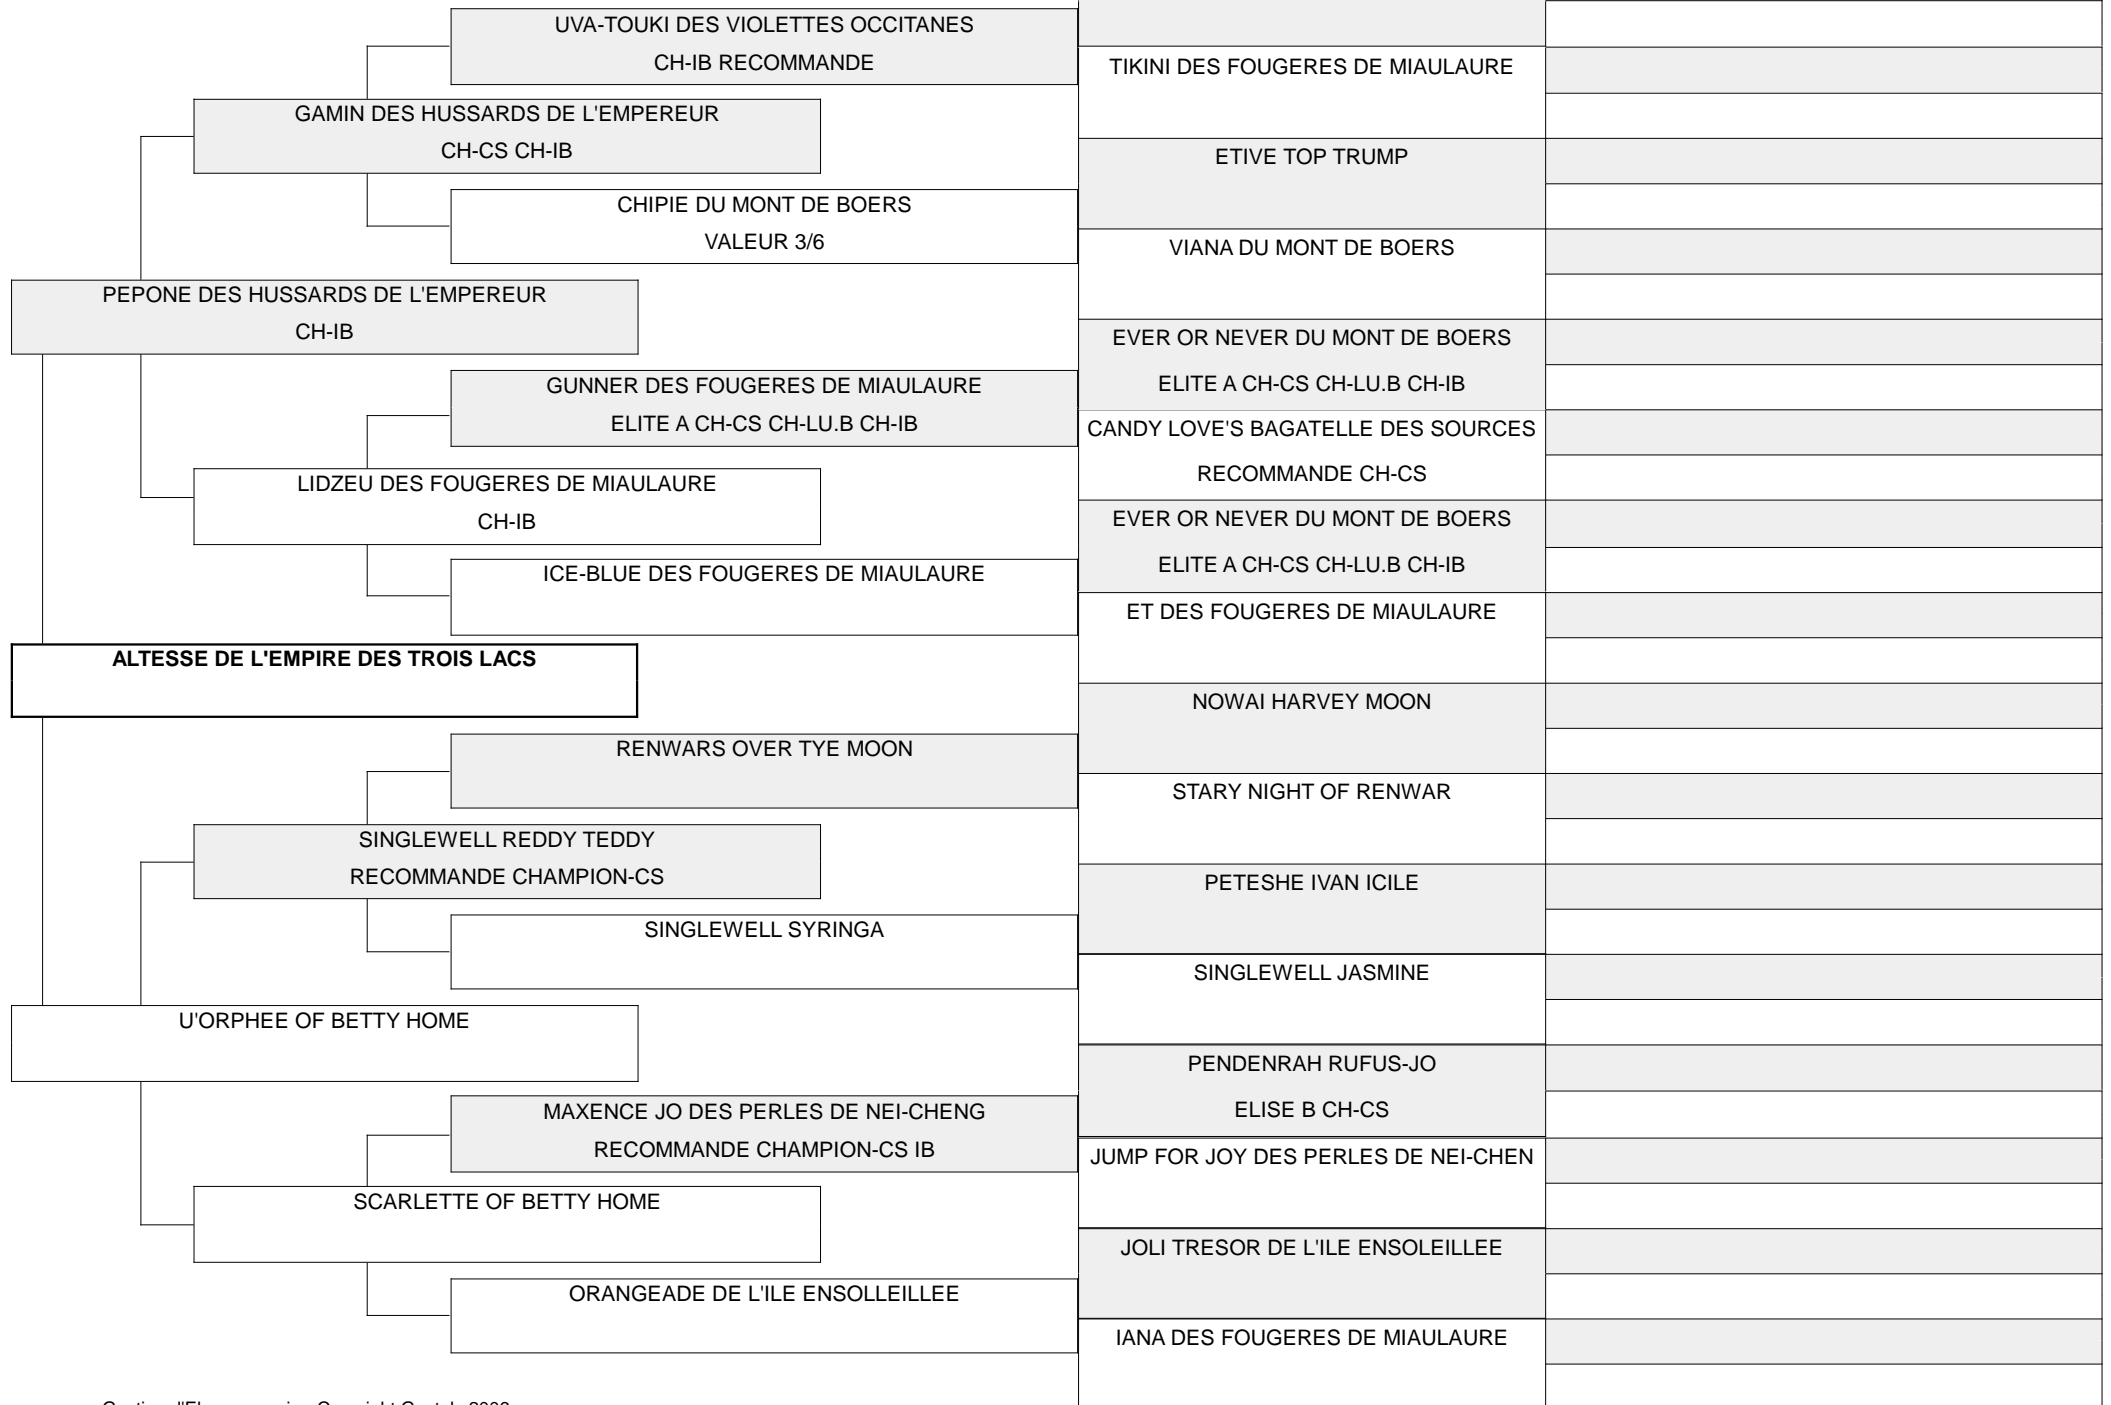 UVA-TOUKI DES VIOLETTES OCCITANES
CH-IB RECOMMANDE
TIKINI DES FOUGERES DE MIAULAURE
GAMIN DES HUSSARDS DE L'EMPEREUR
CH-CS CH-IB
ETIVE TOP TRUMP
CHIPIE DU MONT DE BOERS
VALEUR 3/6
VIANA DU MONT DE BOERS
PEPONE DES HUSSARDS DE L'EMPEREUR
CH-IB
EVER OR NEVER DU MONT DE BOERS
ELITE A CH-CS CH-LU.B CH-IB
GUNNER DES FOUGERES DE MIAULAURE
ELITE A CH-CS CH-LU.B CH-IB
CANDY LOVE'S BAGATELLE DES SOURCES
RECOMMANDE CH-CS
LIDZEU DES FOUGERES DE MIAULAURE
CH-IB
EVER OR NEVER DU MONT DE BOERS
ELITE A CH-CS CH-LU.B CH-IB
ICE-BLUE DES FOUGERES DE MIAULAURE
ET DES FOUGERES DE MIAULAURE
ALTESSE DE L'EMPIRE DES TROIS LACS
NOWAI HARVEY MOON
RENWARS OVER TYE MOON
STARY NIGHT OF RENWAR
SINGLEWELL REDDY TEDDY
RECOMMANDE CHAMPION-CS
PETESHE IVAN ICILE
SINGLEWELL SYRINGA
SINGLEWELL JASMINE
U'ORPHEE OF BETTY HOME
PENDENRAH RUFUS-JO
ELISE B CH-CS
MAXENCE JO DES PERLES DE NEI-CHENG
RECOMMANDE CHAMPION-CS IB
JUMP FOR JOY DES PERLES DE NEI-CHEN
SCARLETTE OF BETTY HOME
JOLI TRESOR DE L'ILE ENSOLEILLEE
ORANGEADE DE L'ILE ENSOLLEILLEE
IANA DES FOUGERES DE MIAULAURE